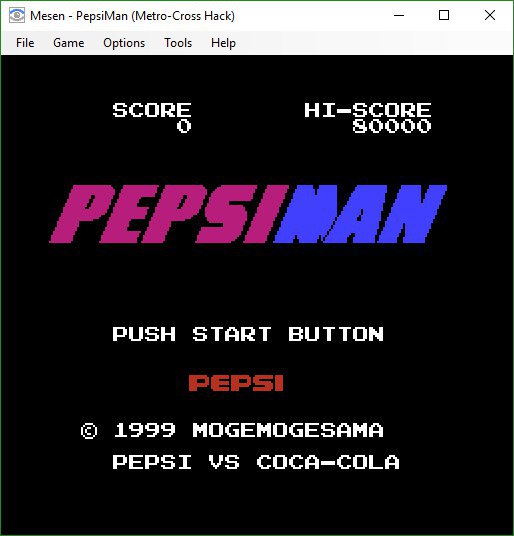 Mesen - PepsiMan (Metro-Cross Hack)
File Game Options Tools Help
SCORE HI-SCORE
0 80000
PEPSIMAN
PUSH START BUTTON
PEPSI
© 1999 MOGEMOGESAMA
PEPSI VS COCA-COLA